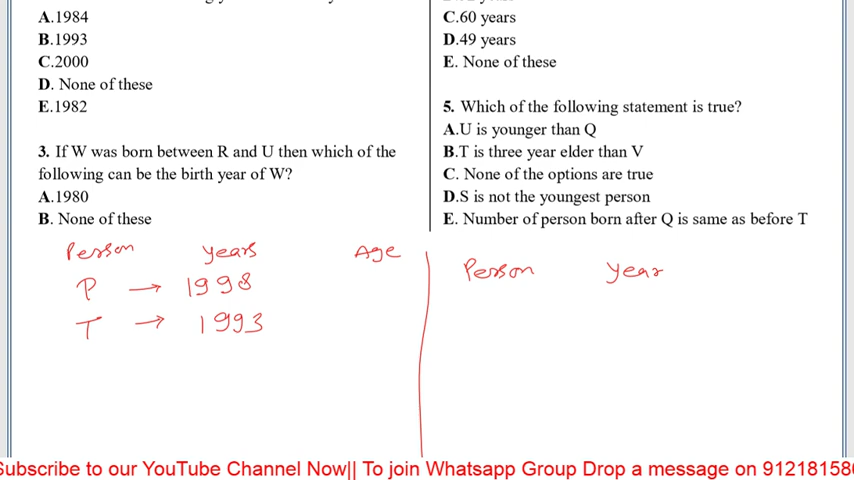 A.1984
B.1993
C.2000
D. None of these
E.1982
3. If W was born between R and U then which of the
following can be the birth year of W?
A.1980
B. None of these
C.60 years
D.49 years
E. None of these
5. Which of the following statement is true?
A.U is younger than Q
B.T is three year elder than V
C. None of the options are true
D.S is not the youngest person
E. Number of person born after Q is same as before T
Person years Age
P → 1998
T → 1993
Person year
Subscribe to our YouTube Channel Now|| To join Whatsapp Group Drop a message on 91218158